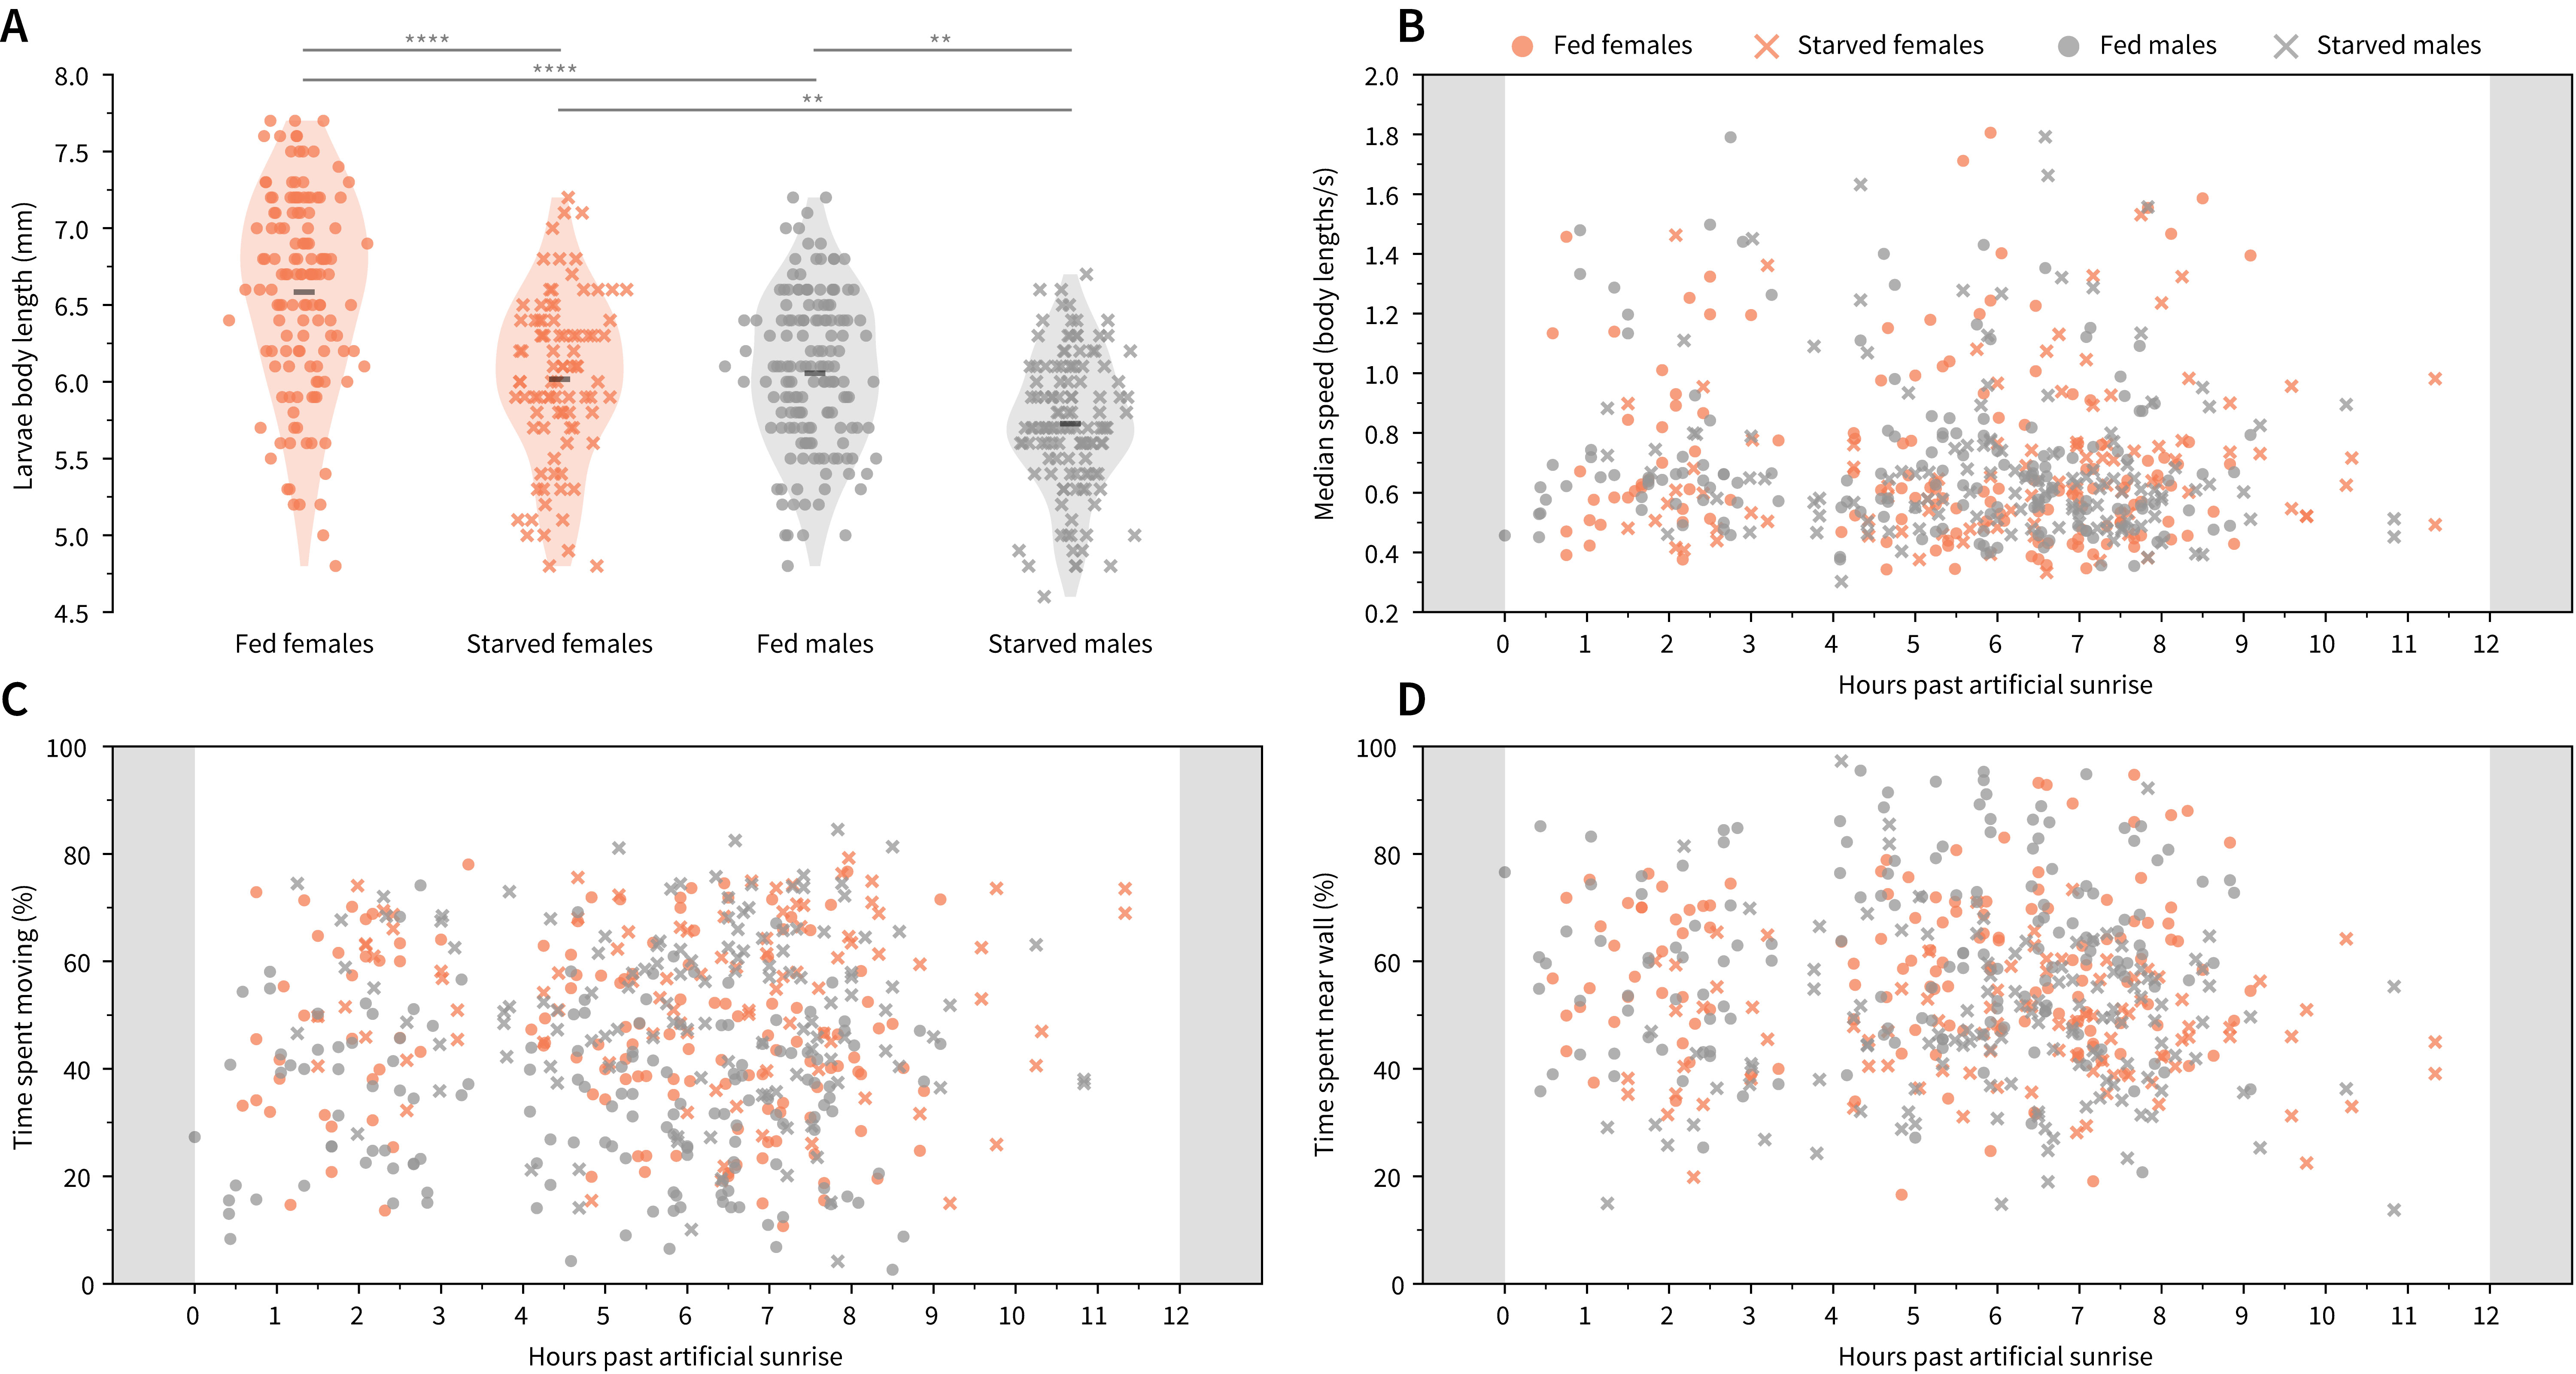 A
****
**
****
**
8.0
7.5
7.0
6.5
6.0
5.5
5.0
4.5
Larvae body length (mm)
Fed females
Starved females
Fed males
Starved males
B
Fed females
Starved females
Fed males
Starved males
2.0
1.8
1.6
1.4
1.2
1.0
0.8
0.6
0.4
0.2
Median speed (body lengths/s)
0 1 2 3 4 5 6 7 8 9 10 11 12
Hours past artificial sunrise
C
100
80
60
40
20
0
Time spent moving (%)
0 1 2 3 4 5 6 7 8 9 10 11 12
Hours past artificial sunrise
D
100
80
60
40
20
0
Time spent near wall (%)
0 1 2 3 4 5 6 7 8 9 10 11 12
Hours past artificial sunrise